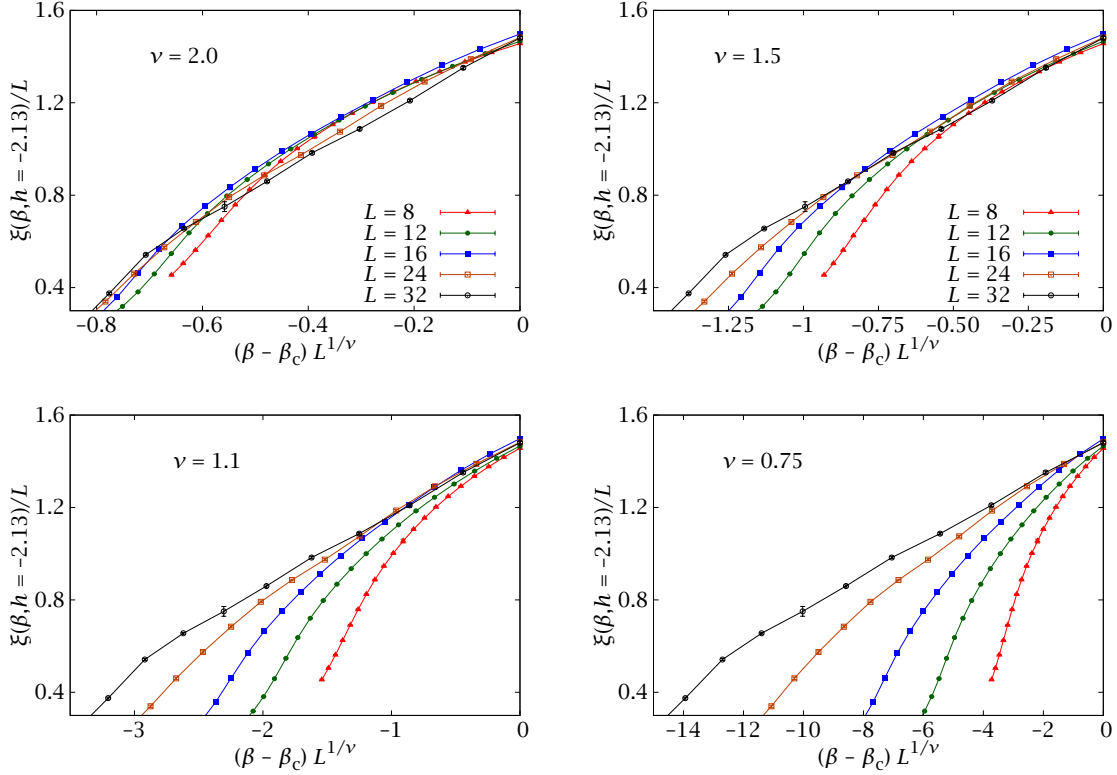 1.6
1.2
0.8
0.4
ξ(β,h = –2.13)/L
ν = 2.0
L = 8
L = 12
L = 16
L = 24
L = 32
–0.8 –0.6 –0.4 –0.2 0
(β – βc) L^1/ν
1.6
1.2
0.8
0.4
ξ(β,h = –2.13)/L
ν = 1.5
L = 8
L = 12
L = 16
L = 24
L = 32
–1.25 –1 –0.75 –0.50 –0.25 0
(β – βc) L^1/ν
1.6
1.2
0.8
0.4
ξ(β,h = –2.13)/L
ν = 1.1
–3 –2 –1 0
(β – βc) L^1/ν
1.6
1.2
0.8
0.4
ξ(β,h = –2.13)/L
ν = 0.75
–14 –12 –10 –8 –6 –4 –2 0
(β – βc) L^1/ν